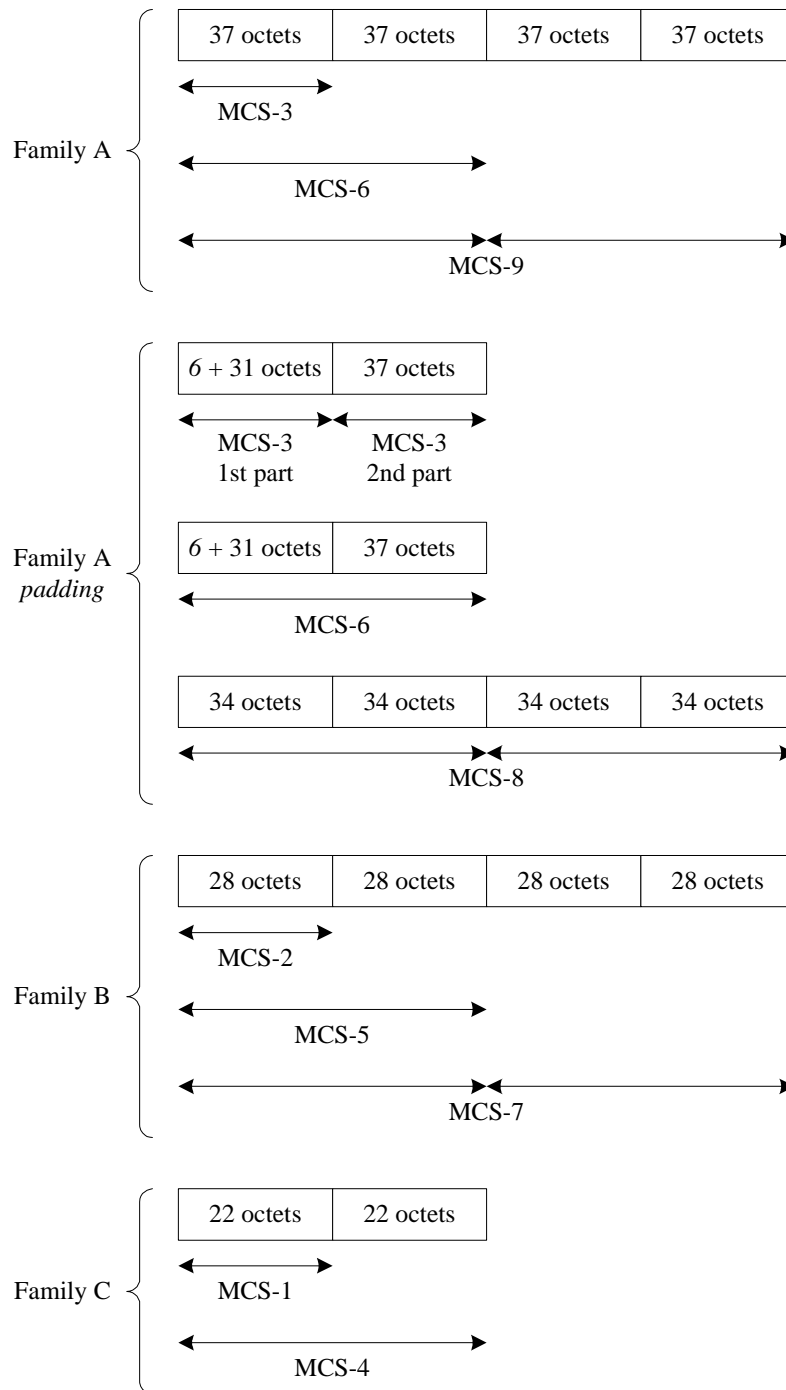 37 octets 37 octets 37 octets 37 octets
MCS-3
Family A
MCS-6
MCS-9
6 + 31 octets 37 octets
MCS-3 MCS-3
1st part 2nd part
6 + 31 octets 37 octets
Family A
padding
MCS-6
34 octets 34 octets 34 octets 34 octets
MCS-8
28 octets 28 octets 28 octets 28 octets
MCS-2
Family B
MCS-5
MCS-7
22 octets 22 octets
MCS-1
Family C
MCS-4